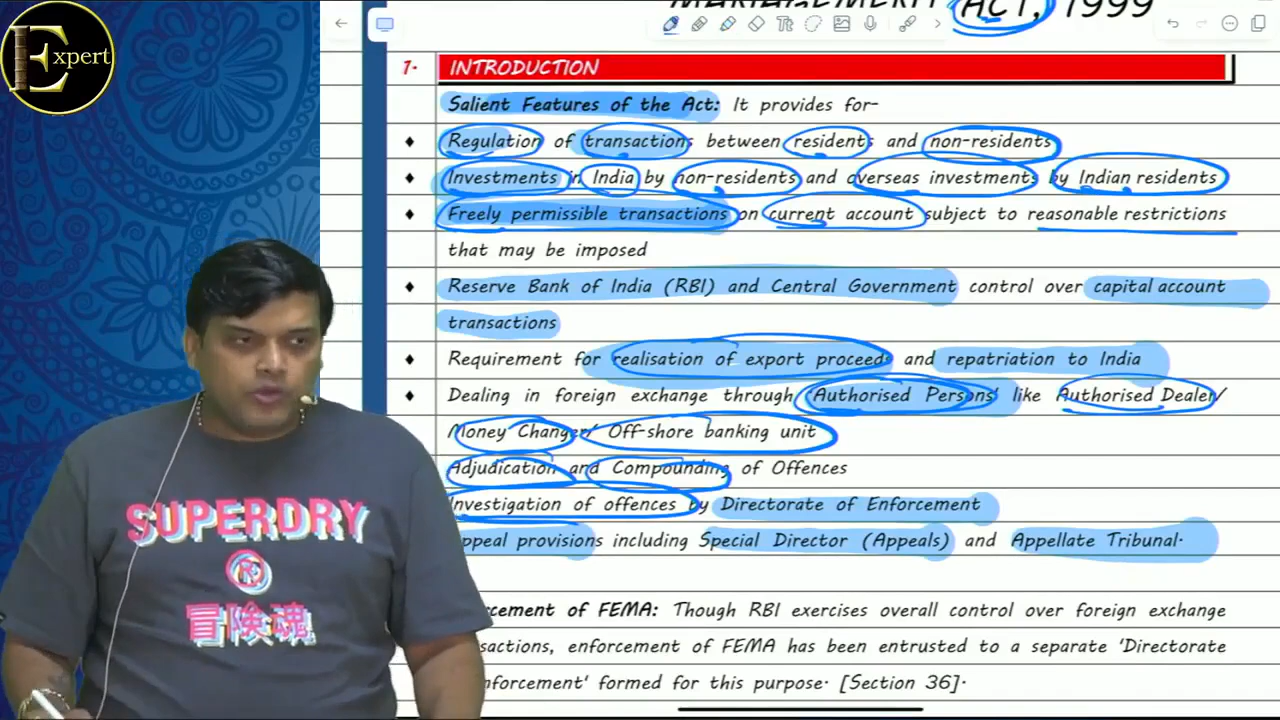 Expert
ACT, 1999
1. INTRODUCTION
Salient Features of the Act: It provides for-
♦ Regulation of transactions between residents and non-residents
♦ Investments in India by non-residents and overseas investments by Indian residents
♦ Freely permissible transactions on current account subject to reasonable restrictions
that may be imposed
♦ Reserve Bank of India (RBI) and Central Government control over capital account
transactions
♦ Requirement for realisation of export proceeds and repatriation to India
♦ Dealing in foreign exchange through 'Authorised Persons' like Authorised Dealer/
Money Changer/ Off-shore banking unit
Adjudication and Compounding of Offences
Investigation of offences by Directorate of Enforcement
Appeal provisions including Special Director (Appeals) and Appellate Tribunal.
rcement of FEMA: Though RBI exercises overall control over foreign exchange
sactions, enforcement of FEMA has been entrusted to a separate 'Directorate
nforcement' formed for this purpose. [Section 36].
SUPERDRY
R
冒険魂